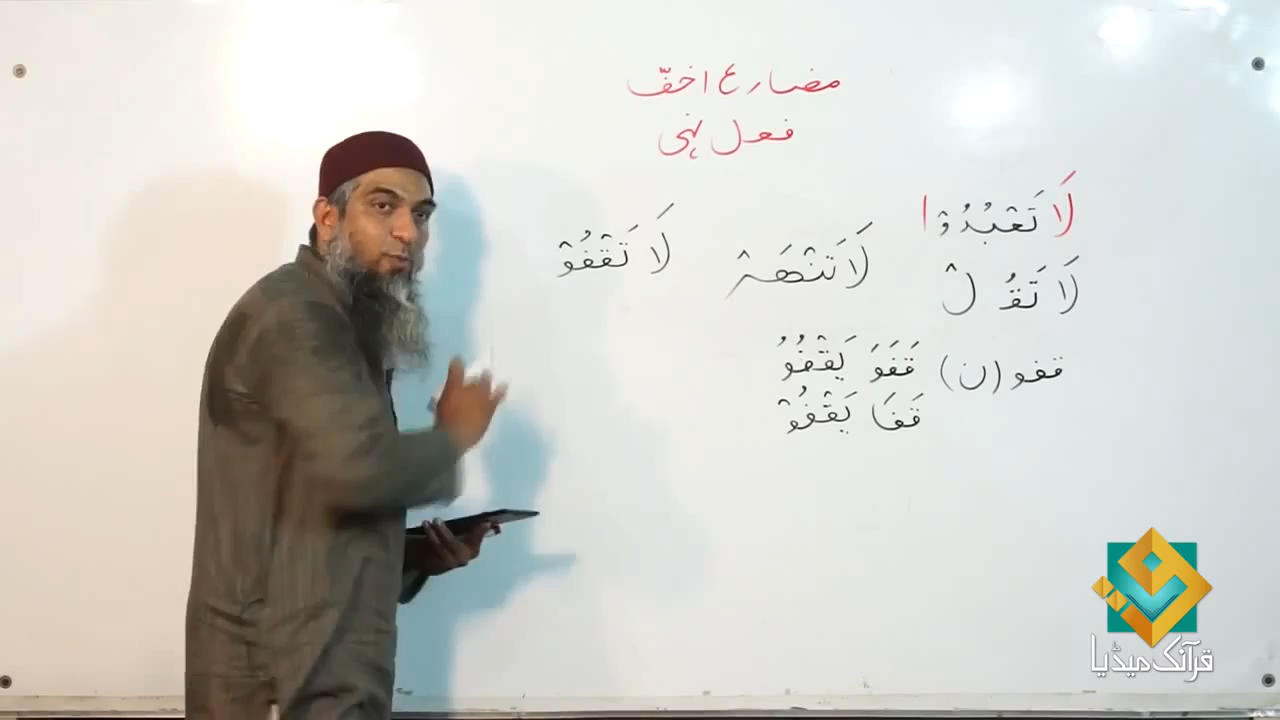 مضارع اخفّ
فعل نہی
لَا تَعْبُدُوْا
لَا تَقُلْ لَا تَنْهَرْ لَا تَقْفُوْ
قفو (ن) قَفَوَ يَقْفُوُ
قَفَا يَقْفُوْ
قرآنک میڈیا